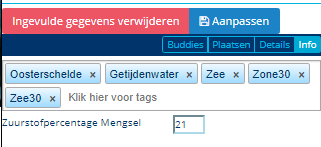 Ingevulde gegevens verwijderen Aanpassen
Buddies Plaatsen Details Info
Oosterschelde × Getijdenwater × Zee × Zone30 ×
Zee30 × Klik hier voor tags
Zuurstofpercentage Mengsel 21